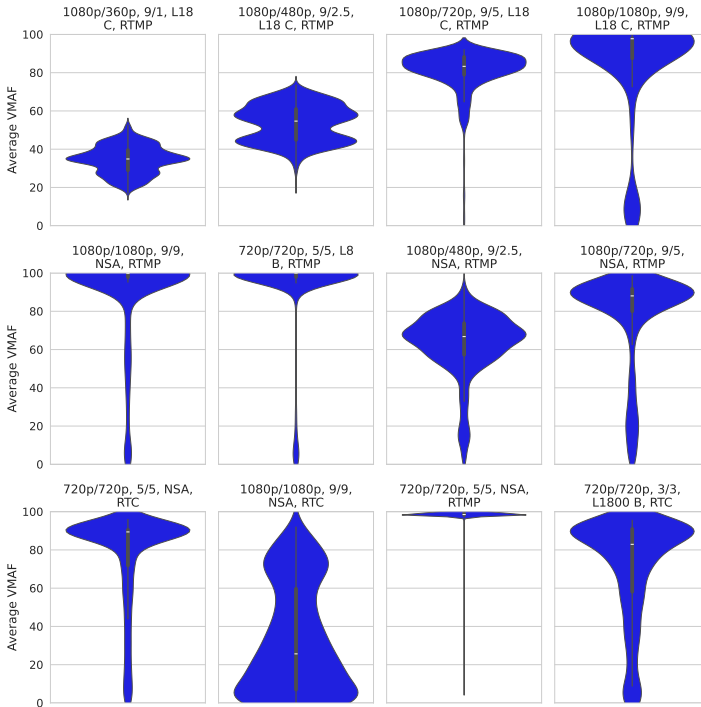 1080p/360p, 9/1, L18
C, RTMP
1080p/480p, 9/2.5,
L18 C, RTMP
1080p/720p, 9/5, L18
C, RTMP
1080p/1080p, 9/9,
L18 C, RTMP
100
80
60
40
20
0
Average VMAF
1080p/1080p, 9/9,
NSA, RTMP
720p/720p, 5/5, L8
B, RTMP
1080p/480p, 9/2.5,
NSA, RTMP
1080p/720p, 9/5,
NSA, RTMP
100
80
60
40
20
0
Average VMAF
720p/720p, 5/5, NSA,
RTC
1080p/1080p, 9/9,
NSA, RTC
720p/720p, 5/5, NSA,
RTMP
720p/720p, 3/3,
L1800 B, RTC
100
80
60
40
20
0
Average VMAF